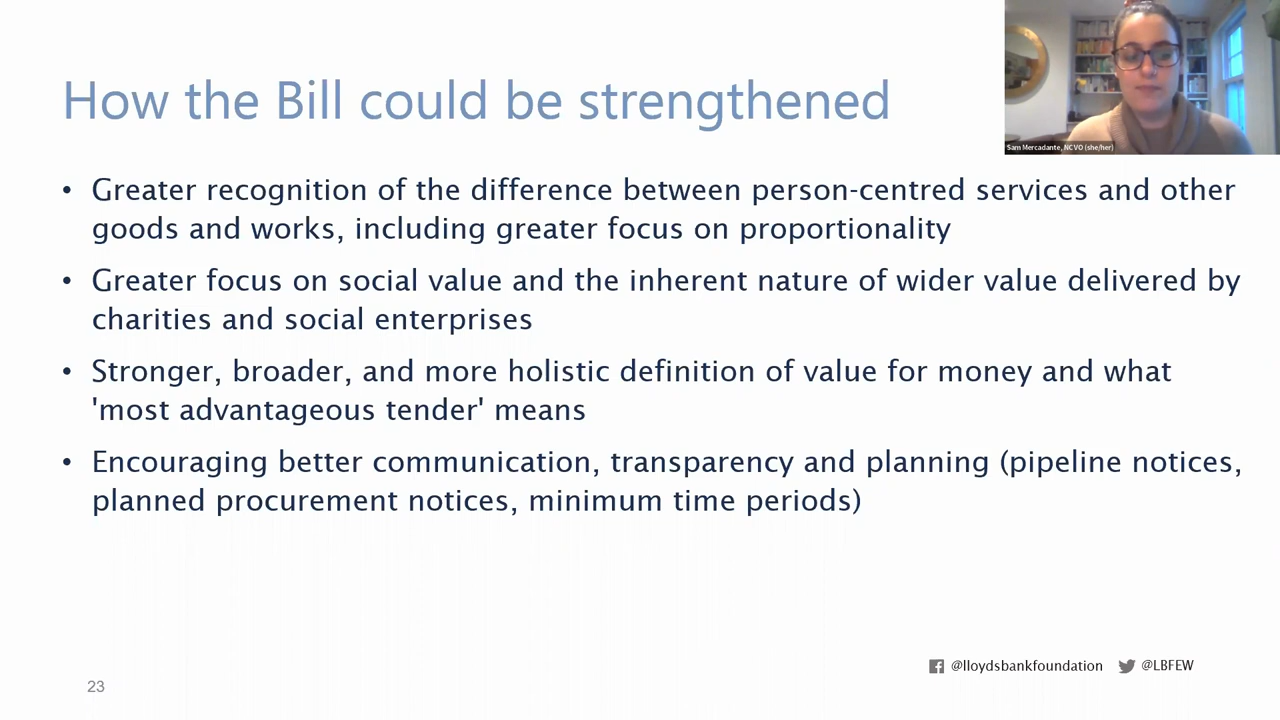 How the Bill could be strengthened
Sam Mercadante, NCVO (she/her)
• Greater recognition of the difference between person-centred services and other
goods and works, including greater focus on proportionality
• Greater focus on social value and the inherent nature of wider value delivered by
charities and social enterprises
• Stronger, broader, and more holistic definition of value for money and what
'most advantageous tender' means
• Encouraging better communication, transparency and planning (pipeline notices,
planned procurement notices, minimum time periods)
@lloydsbankfoundation @LBFEW
23